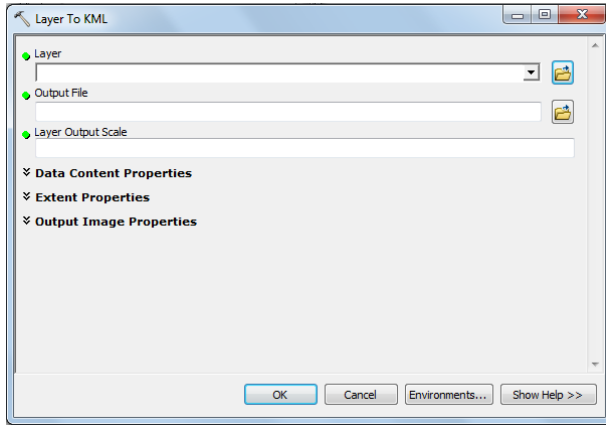 Layer To KML
Layer
Output File
Layer Output Scale
Data Content Properties
Extent Properties
Output Image Properties
OK Cancel Environments... Show Help >>